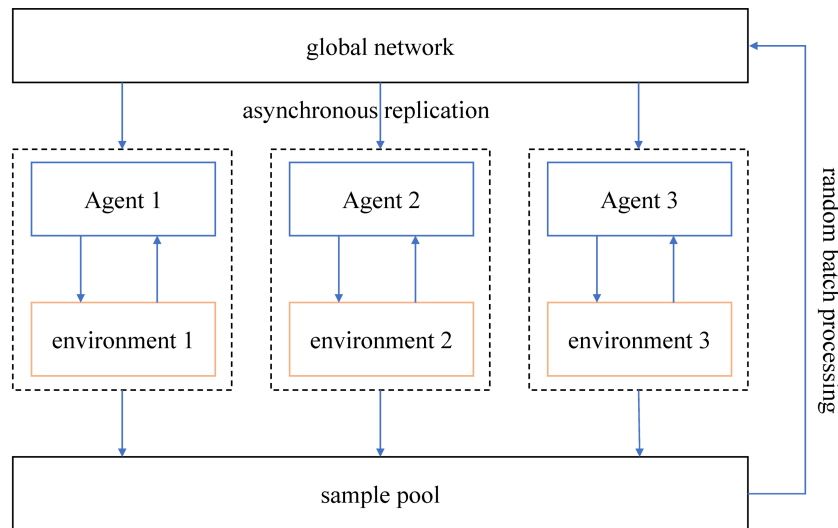 global network
asynchronous replication
Agent 1
Agent 2
Agent 3
environment 1
environment 2
environment 3
random batch processing
sample pool